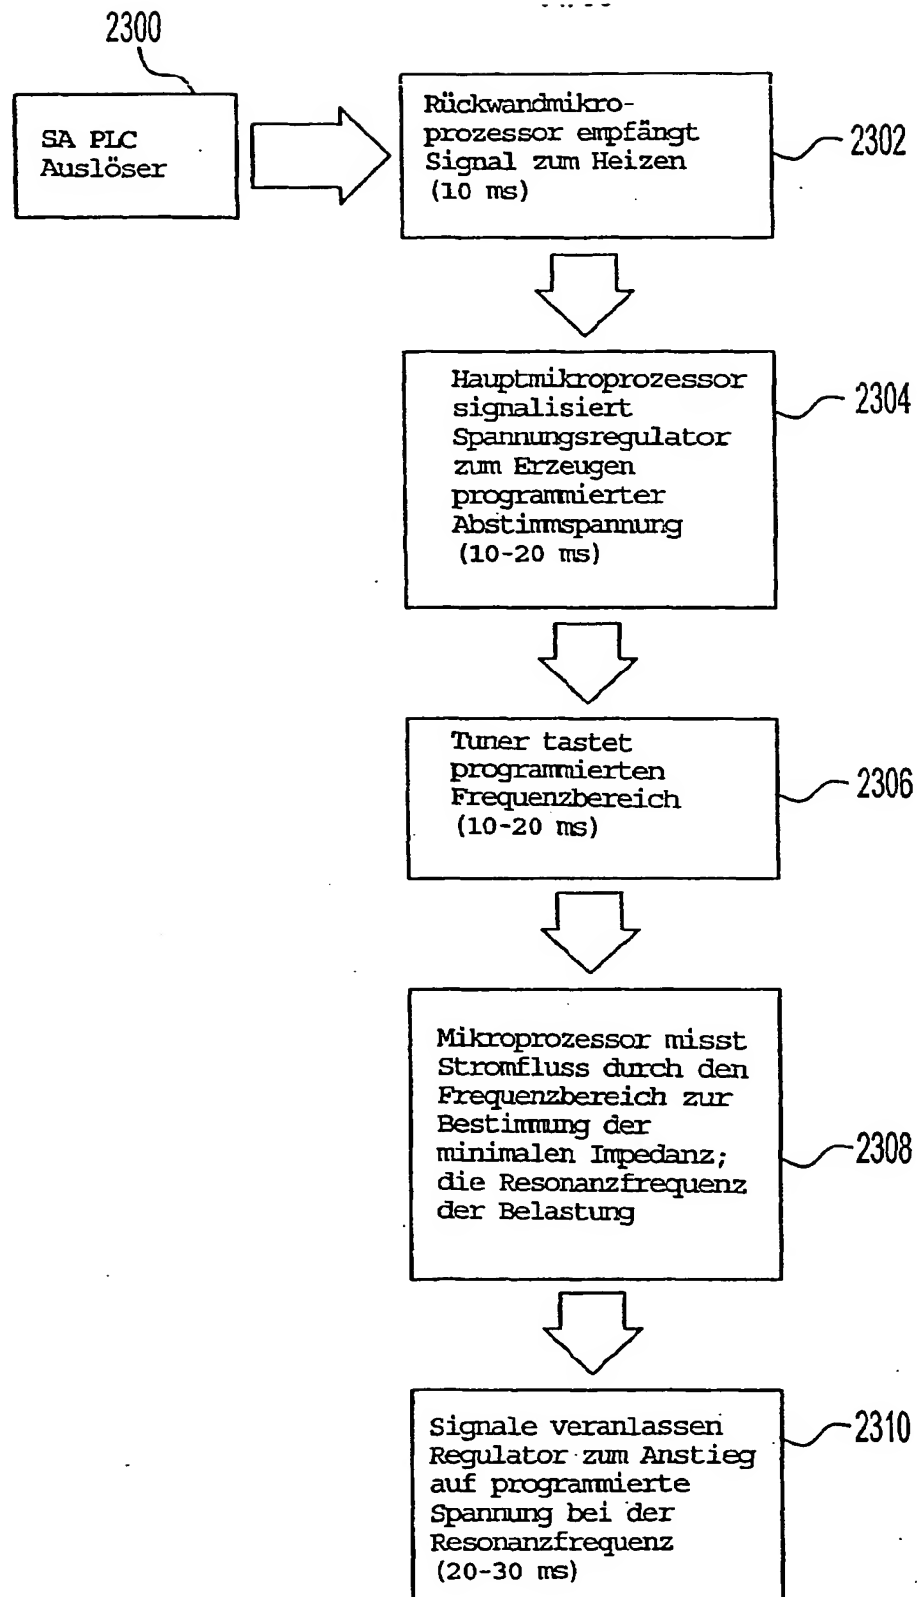 2300
SA PLC
Auslöser
Rückwandmikro-
prozessor empfängt
Signal zum Heizen
(10 ms)
2302
Hauptmikroprozessor
signalisiert
Spannungsregulator
zum Erzeugen
programmierter
Abstimmspannung
(10-20 ms)
2304
Tuner tastet
programmierten
Frequenzbereich
(10-20 ms)
2306
Mikroprozessor misst
Stromfluss durch den
Frequenzbereich zur
Bestimmung der
minimalen Impedanz;
die Resonanzfrequenz
der Belastung
2308
Signale veranlassen
Regulator zum Anstieg
auf programmierte
Spannung bei der
Resonanzfrequenz
(20-30 ms)
2310